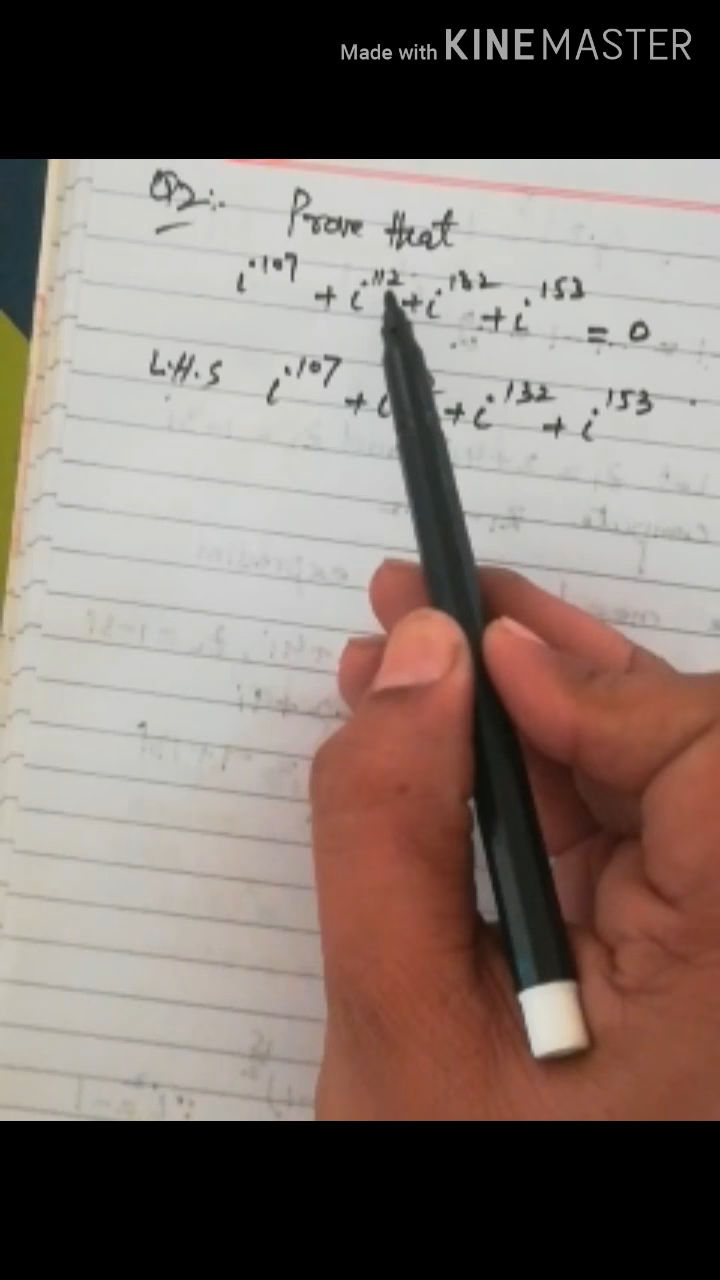 Made with KINEMASTER
Q2:- Prove that
i^107 + i^112 + i^132 + i^153 = 0
L.H.S i^107 + i + i^132 + i^153